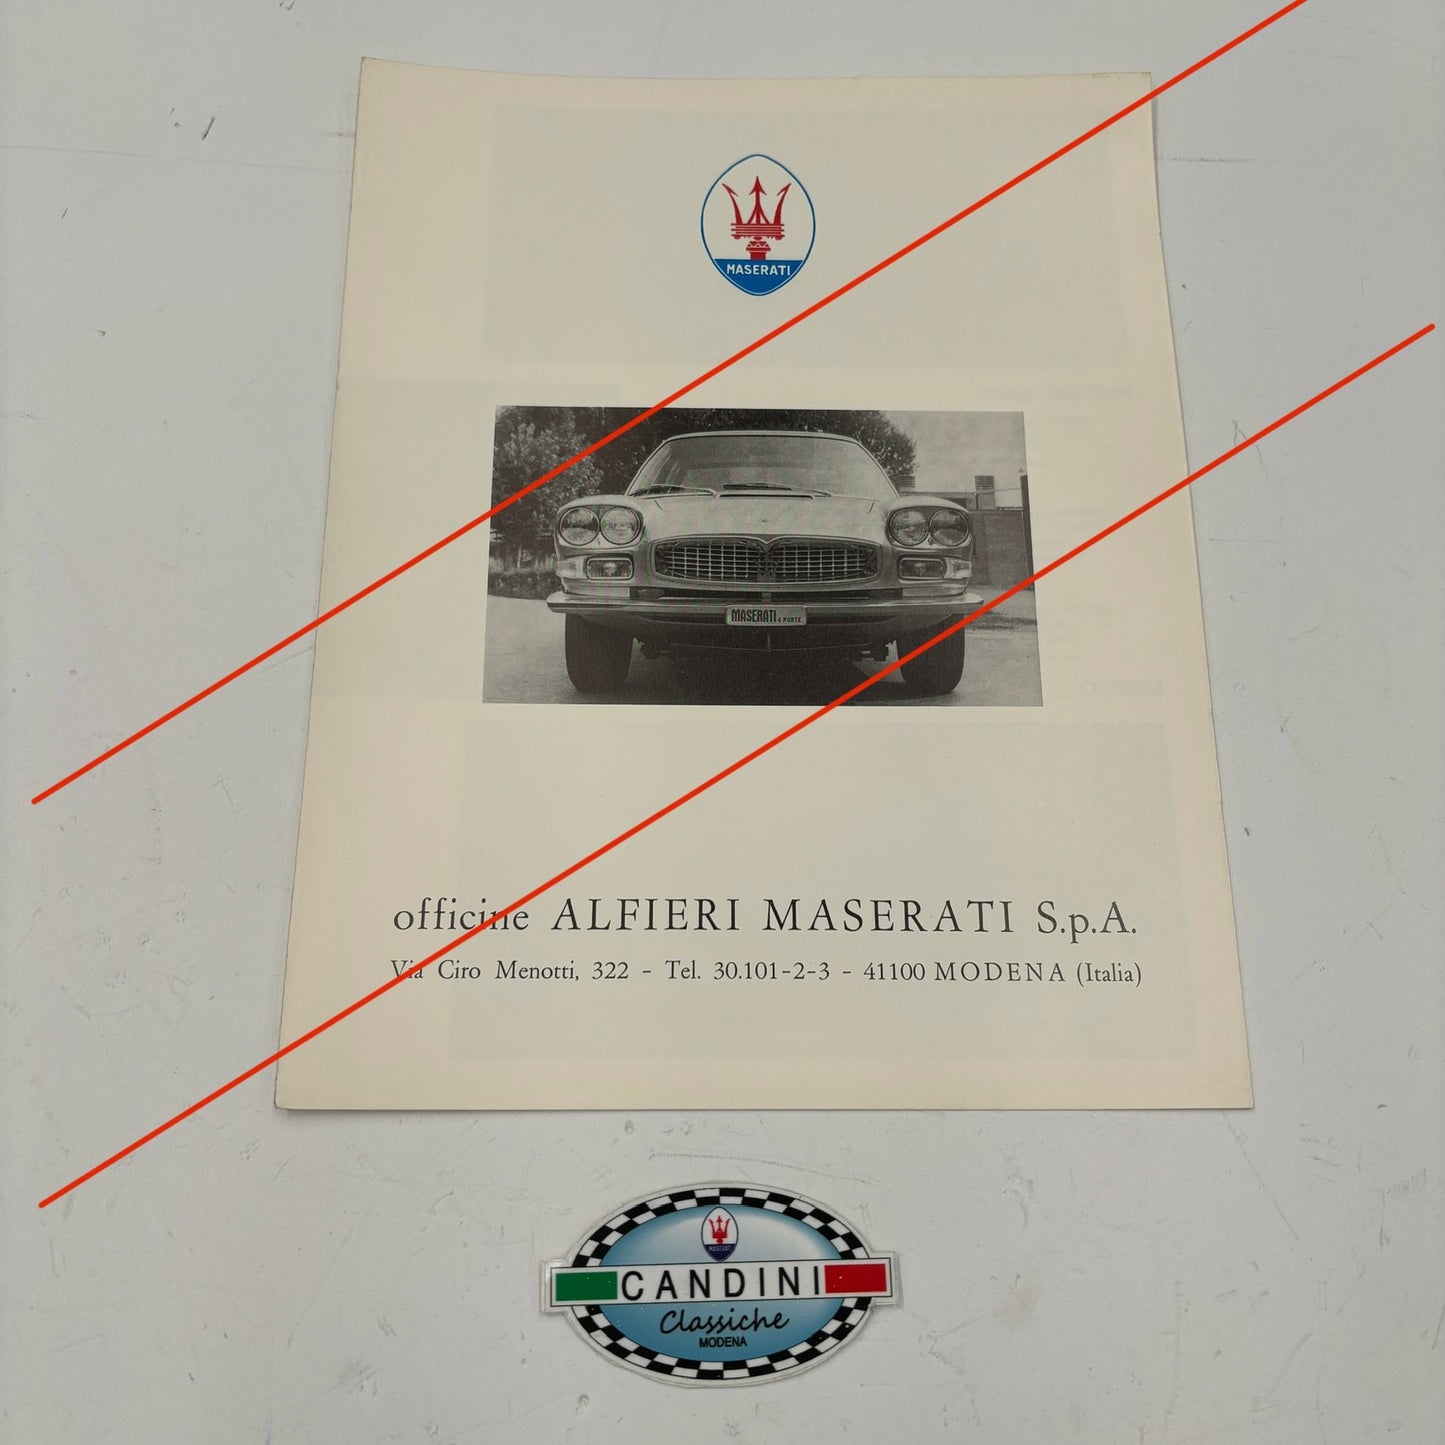 MASERATI
MASERATI 4 PORTE
officine ALFIERI MASERATI S.p.A.
Via Ciro Menotti, 322 - Tel. 30.101-2-3 - 41100 MODENA (Italia)
MASERATI
CANDINI
Classiche
MODENA